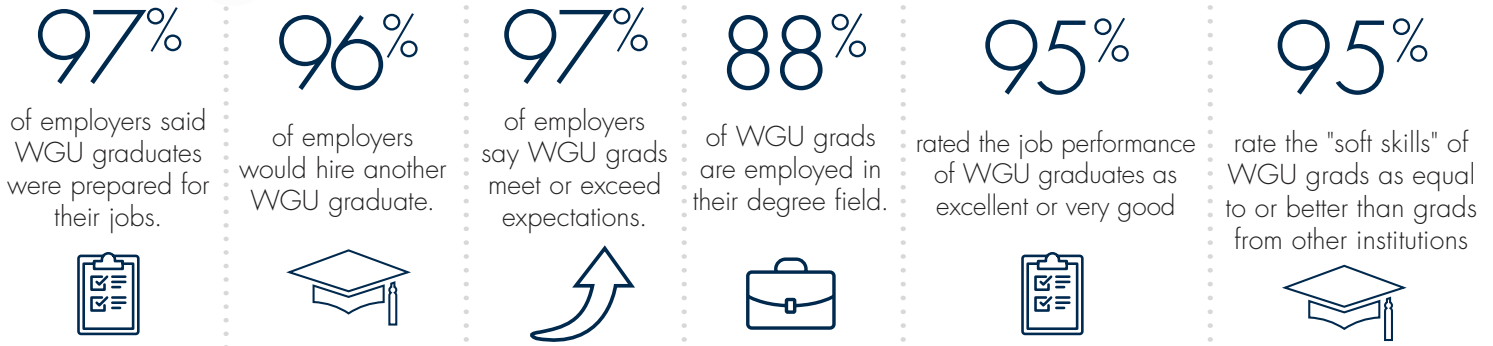 97%
of employers said
WGU graduates
were prepared for
their jobs.
96%
of employers
would hire another
WGU graduate.
97%
of employers
say WGU grads
meet or exceed
expectations.
88%
of WGU grads
are employed in
their degree field.
95%
rated the job performance
of WGU graduates as
excellent or very good
95%
rate the "soft skills" of
WGU grads as equal
to or better than grads
from other institutions